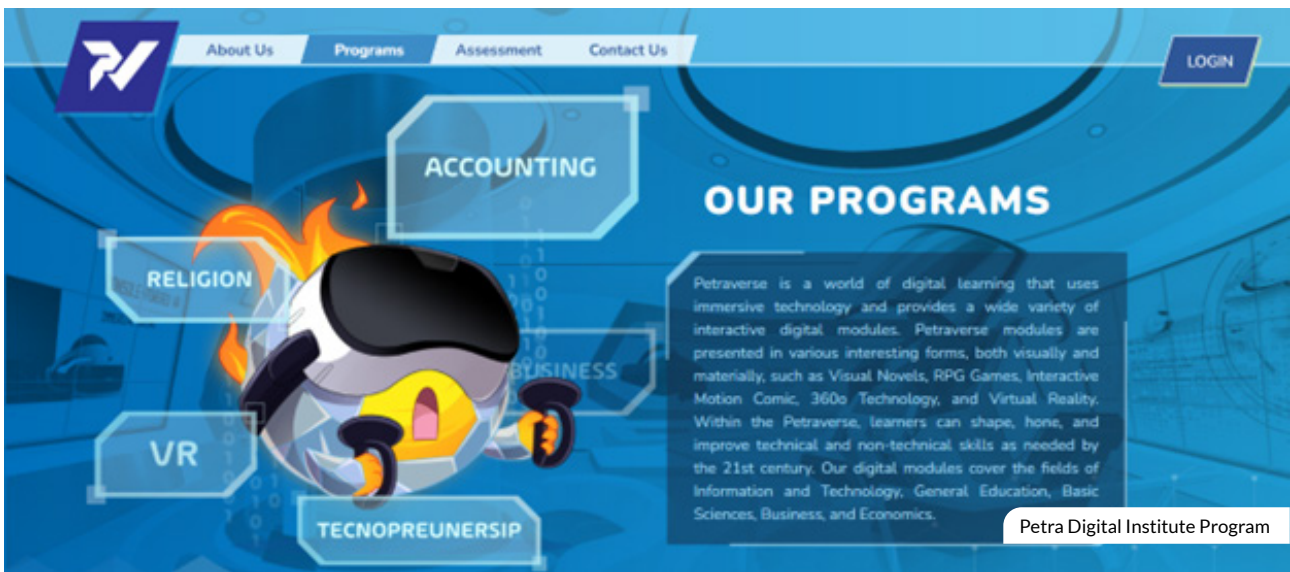 About Us
Programs
Assessment
Contact Us
LOGIN
ACCOUNTING
RELIGION
BUSINESS
VR
TECNOPREUNERSIP
OUR PROGRAMS
Petraverse is a world of digital learning that uses
immersive technology and provides a wide variety of
interactive digital modules. Petraverse modules are
presented in various interesting forms, both visually and
materially, such as Visual Novels, RPG Games, Interactive
Motion Comic, 360o Technology, and Virtual Reality.
Within the Petraverse, learners can shape, hone, and
improve technical and non-technical skills as needed by
the 21st century. Our digital modules cover the fields of
Information and Technology, General Education, Basic
Sciences, Business, and Economics.
Petra Digital Institute Program